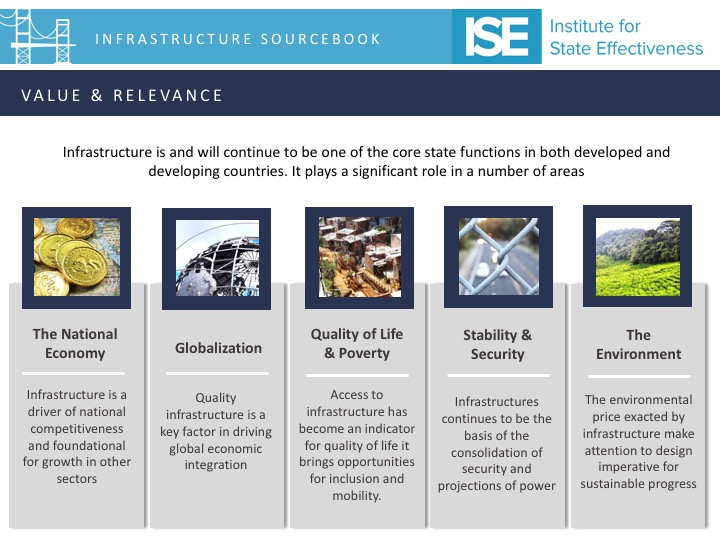 INFRASTRUCTURE SOURCEBOOK
ISE
Institute for
State Effectiveness
VALUE & RELEVANCE
Infrastructure is and will continue to be one of the core state functions in both developed and
developing countries. It plays a significant role in a number of areas
The National
Economy
Infrastructure is a
driver of national
competitiveness
and foundational
for growth in other
sectors
Globalization
Quality
infrastructure is a
key factor in driving
global economic
integration
Quality of Life
& Poverty
Access to
infrastructure has
become an indicator
for quality of life it
brings opportunities
for inclusion and
mobility.
Stability &
Security
Infrastructures
continues to be the
basis of the
consolidation of
security and
projections of power
The
Environment
The environmental
price exacted by
infrastructure make
attention to design
imperative for
sustainable progress